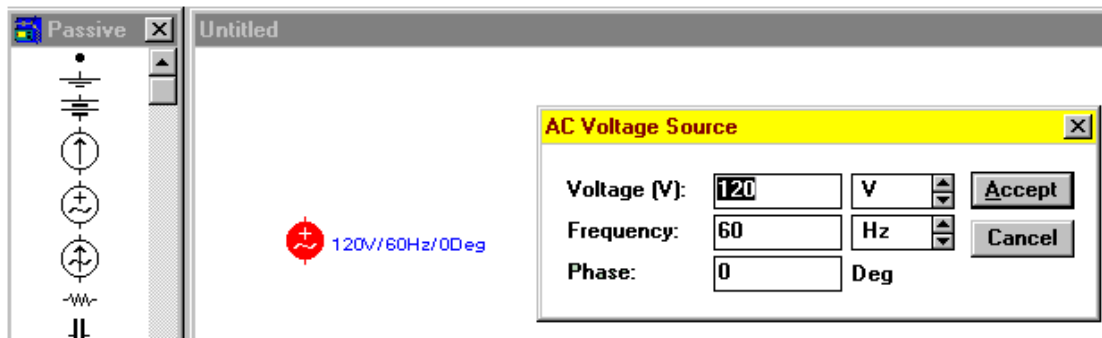 Passive
Untitled
120V/60Hz/0Deg
AC Voltage Source
Voltage (V): 120 V Accept
Frequency: 60 Hz Cancel
Phase: 0 Deg